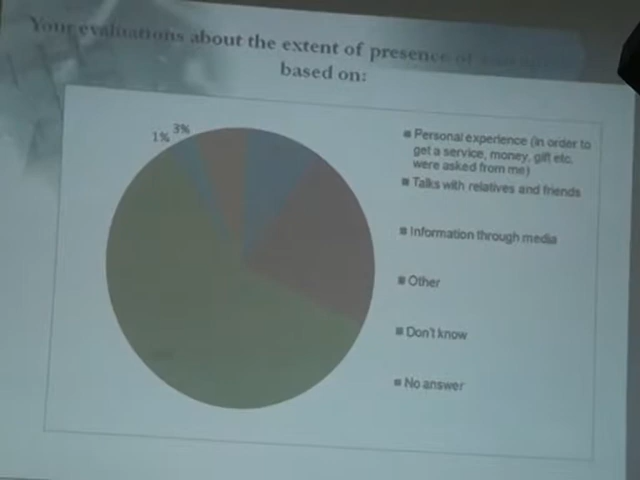 Your evaluations about the extent of presence of
based on:
1%
3%
Personal experience (in order to
get a service, money, gift etc.
were asked from me)
Talks with relatives and friends
Information through media
Other
Don't know
No answer